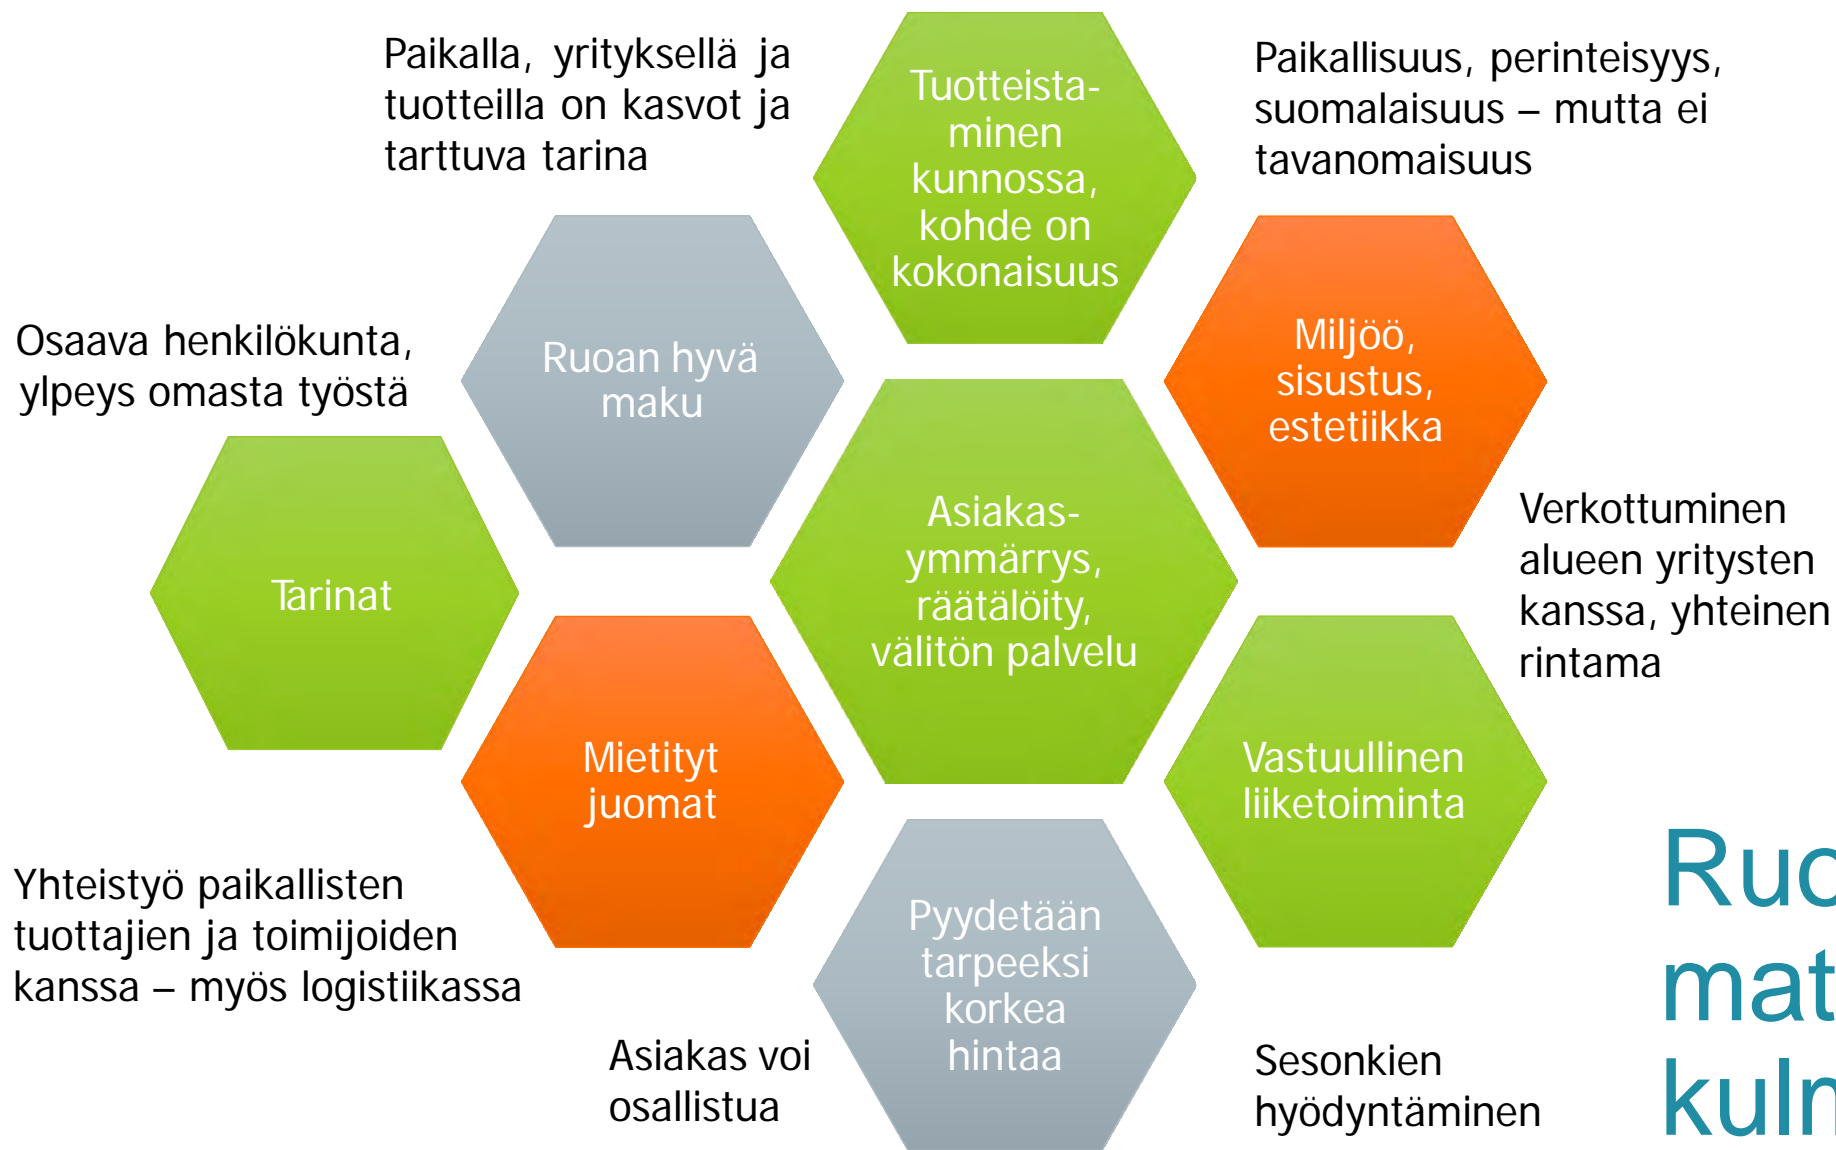 Paikalla, yrityksellä ja
tuotteilla on kasvot ja
tarttuva tarina
Tuotteista-
minen
kunnossa,
kohde on
kokonaisuus
Paikallisuus, perinteisyys,
suomalaisuus – mutta ei
tavanomaisuus
Osaava henkilökunta,
ylpeys omasta työstä
Ruoan hyvä
maku
Miljöö,
sisustus,
estetiikka
Tarinat
Asiakas-
ymmärrys,
räätälöity,
välitön palvelu
Verkottuminen
alueen yritysten
kanssa, yhteinen
rintama
Mietityt
juomat
Vastuullinen
liiketoiminta
Yhteistyö paikallisten
tuottajien ja toimijoiden
kanssa – myös logistiikassa
Pyydetään
tarpeeksi
korkea
hintaa
Asiakas voi
osallistua
Sesonkien
hyödyntäminen